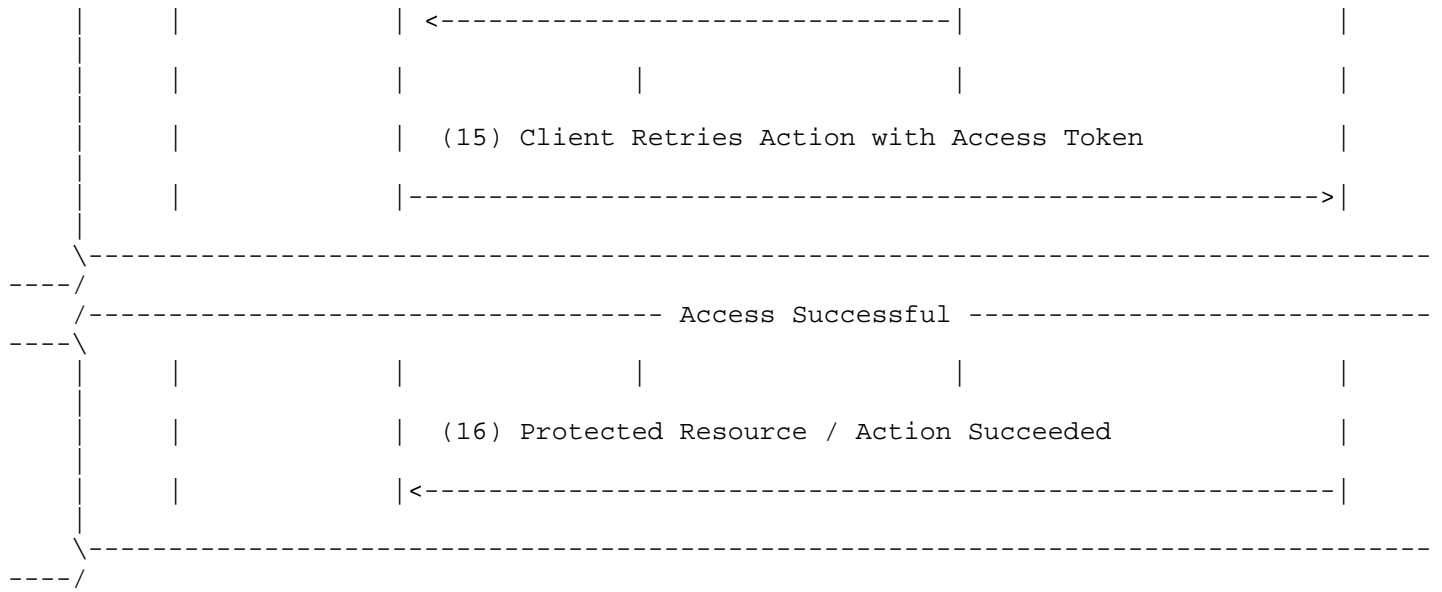 (15) Client Retries Action with Access Token
Access Successful
(16) Protected Resource / Action Succeeded